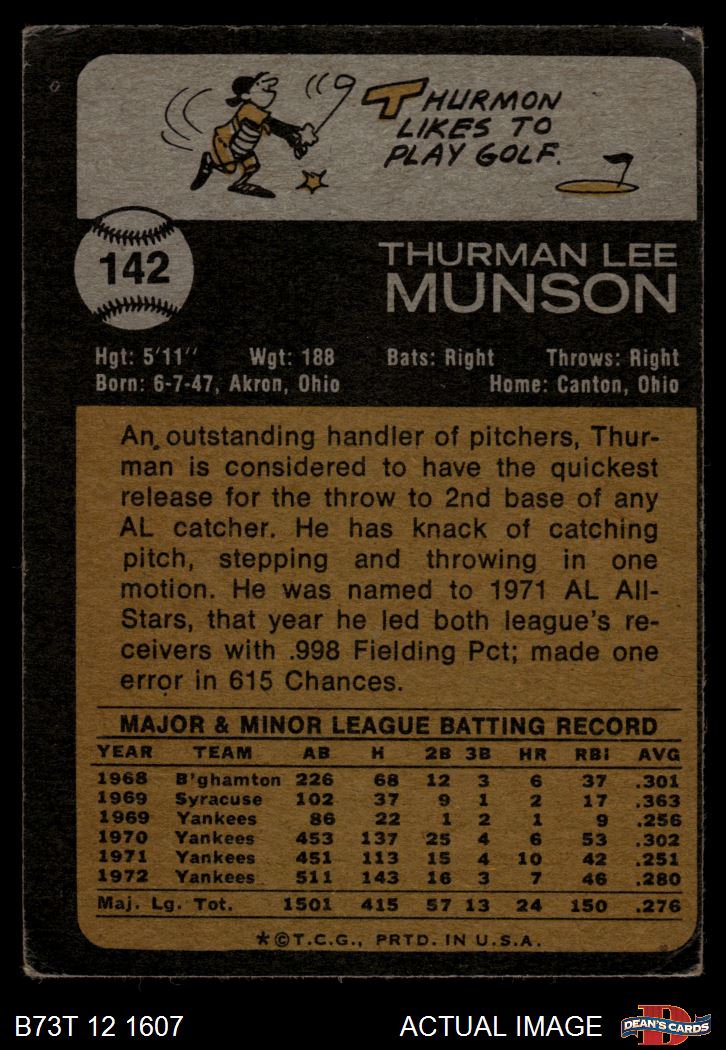 THURMON
LIKES TO
PLAY GOLF.
142
THURMAN LEE
MUNSON
Hgt: 5'11'' Wgt: 188 Bats: Right Throws: Right
Born: 6-7-47, Akron, Ohio Home: Canton, Ohio
An outstanding handler of pitchers, Thur-
man is considered to have the quickest
release for the throw to 2nd base of any
AL catcher. He has knack of catching
pitch, stepping and throwing in one
motion. He was named to 1971 AL All-
Stars, that year he led both league's re-
ceivers with .998 Fielding Pct; made one
error in 615 Chances.
MAJOR & MINOR LEAGUE BATTING RECORD
YEAR TEAM AB H 2B 3B HR RBI AVG
1968 B'ghamton 226 68 12 3 6 37 .301
1969 Syracuse 102 37 9 1 2 17 .363
1969 Yankees 86 22 1 2 1 9 .256
1970 Yankees 453 137 25 4 6 53 .302
1971 Yankees 451 113 15 4 10 42 .251
1972 Yankees 511 143 16 3 7 46 .280
Maj. Lg. Tot. 1501 415 57 13 24 150 .276
*©T.C.G., PRTD. IN U.S.A.
B73T 12 1607 ACTUAL IMAGE D DEAN'S CARDS